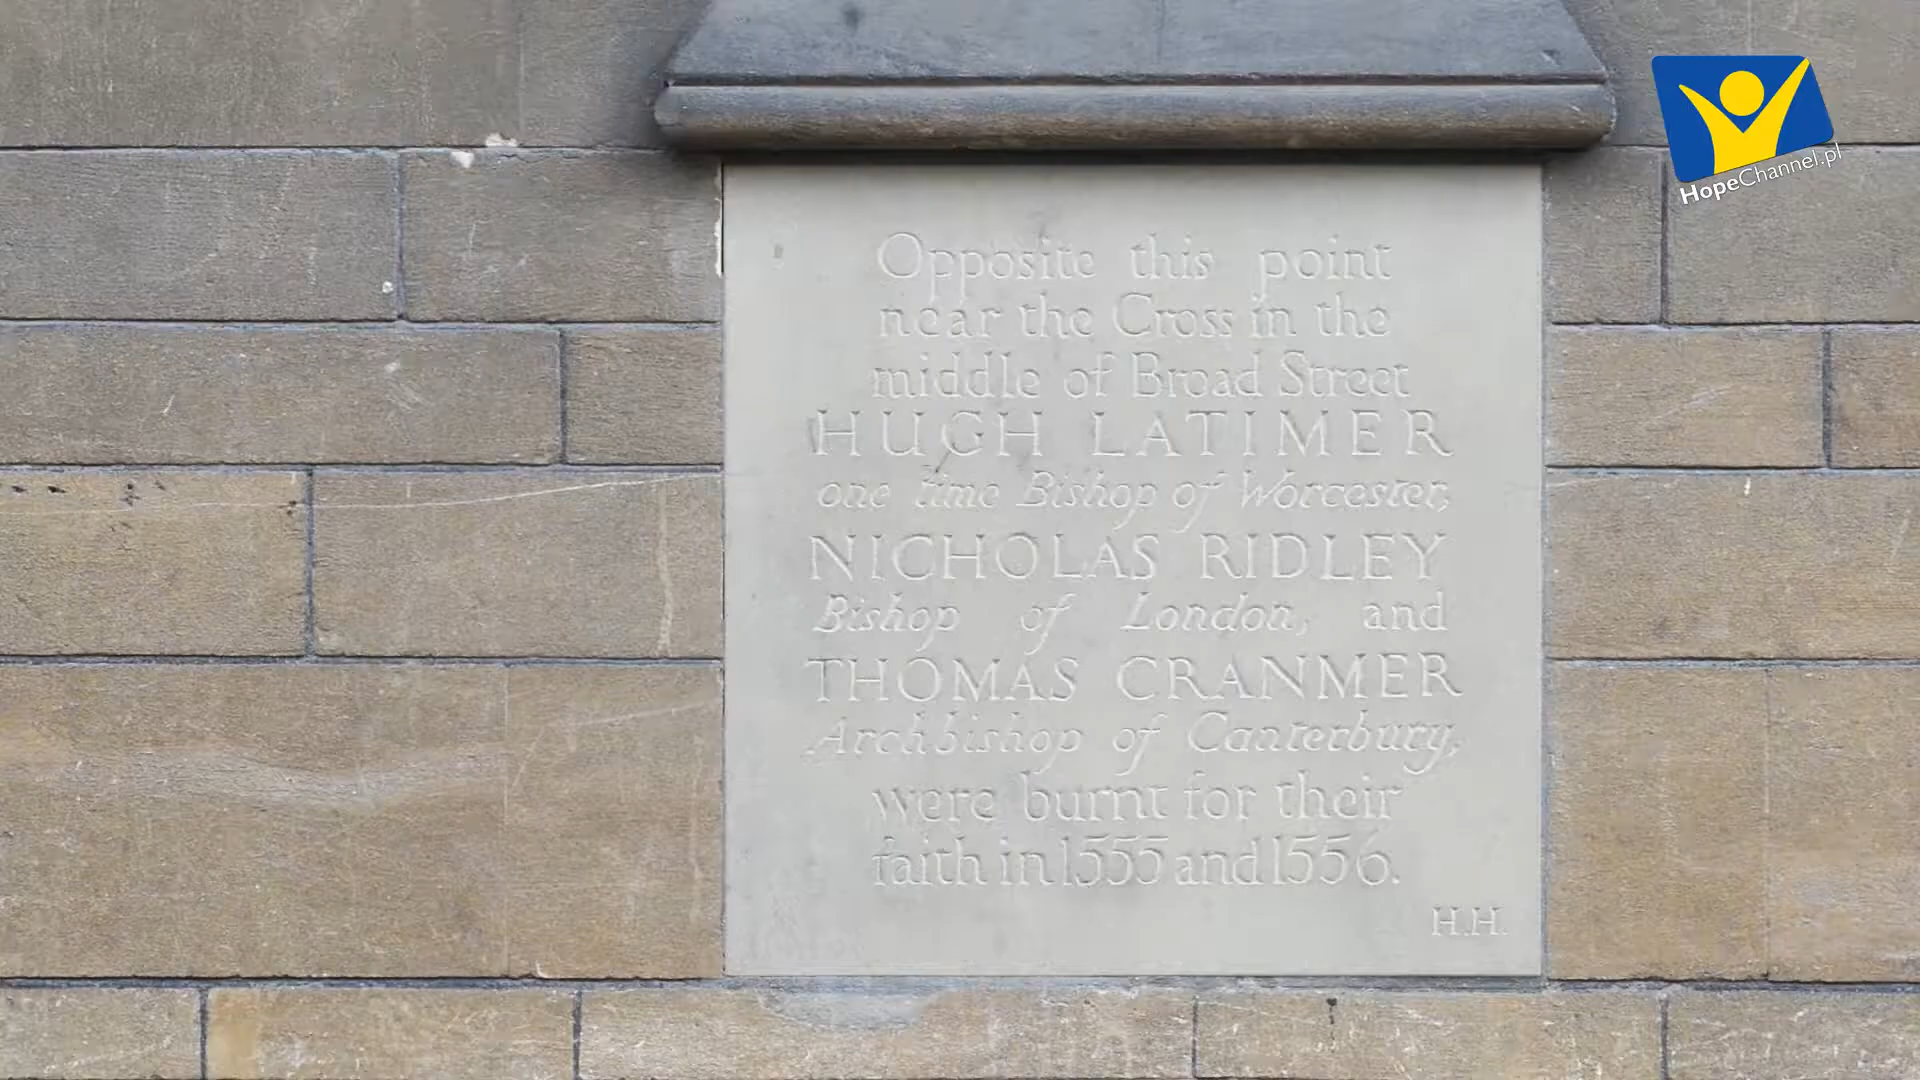 HopeChannel.pl
Opposite this point
near the Cross in the
middle of Broad Street
HUGH LATIMER
one time Bishop of Worcester,
NICHOLAS RIDLEY
Bishop of London, and
THOMAS CRANMER
Archbishop of Canterbury,
were burnt for their
faith in 1555 and 1556.
H.H.